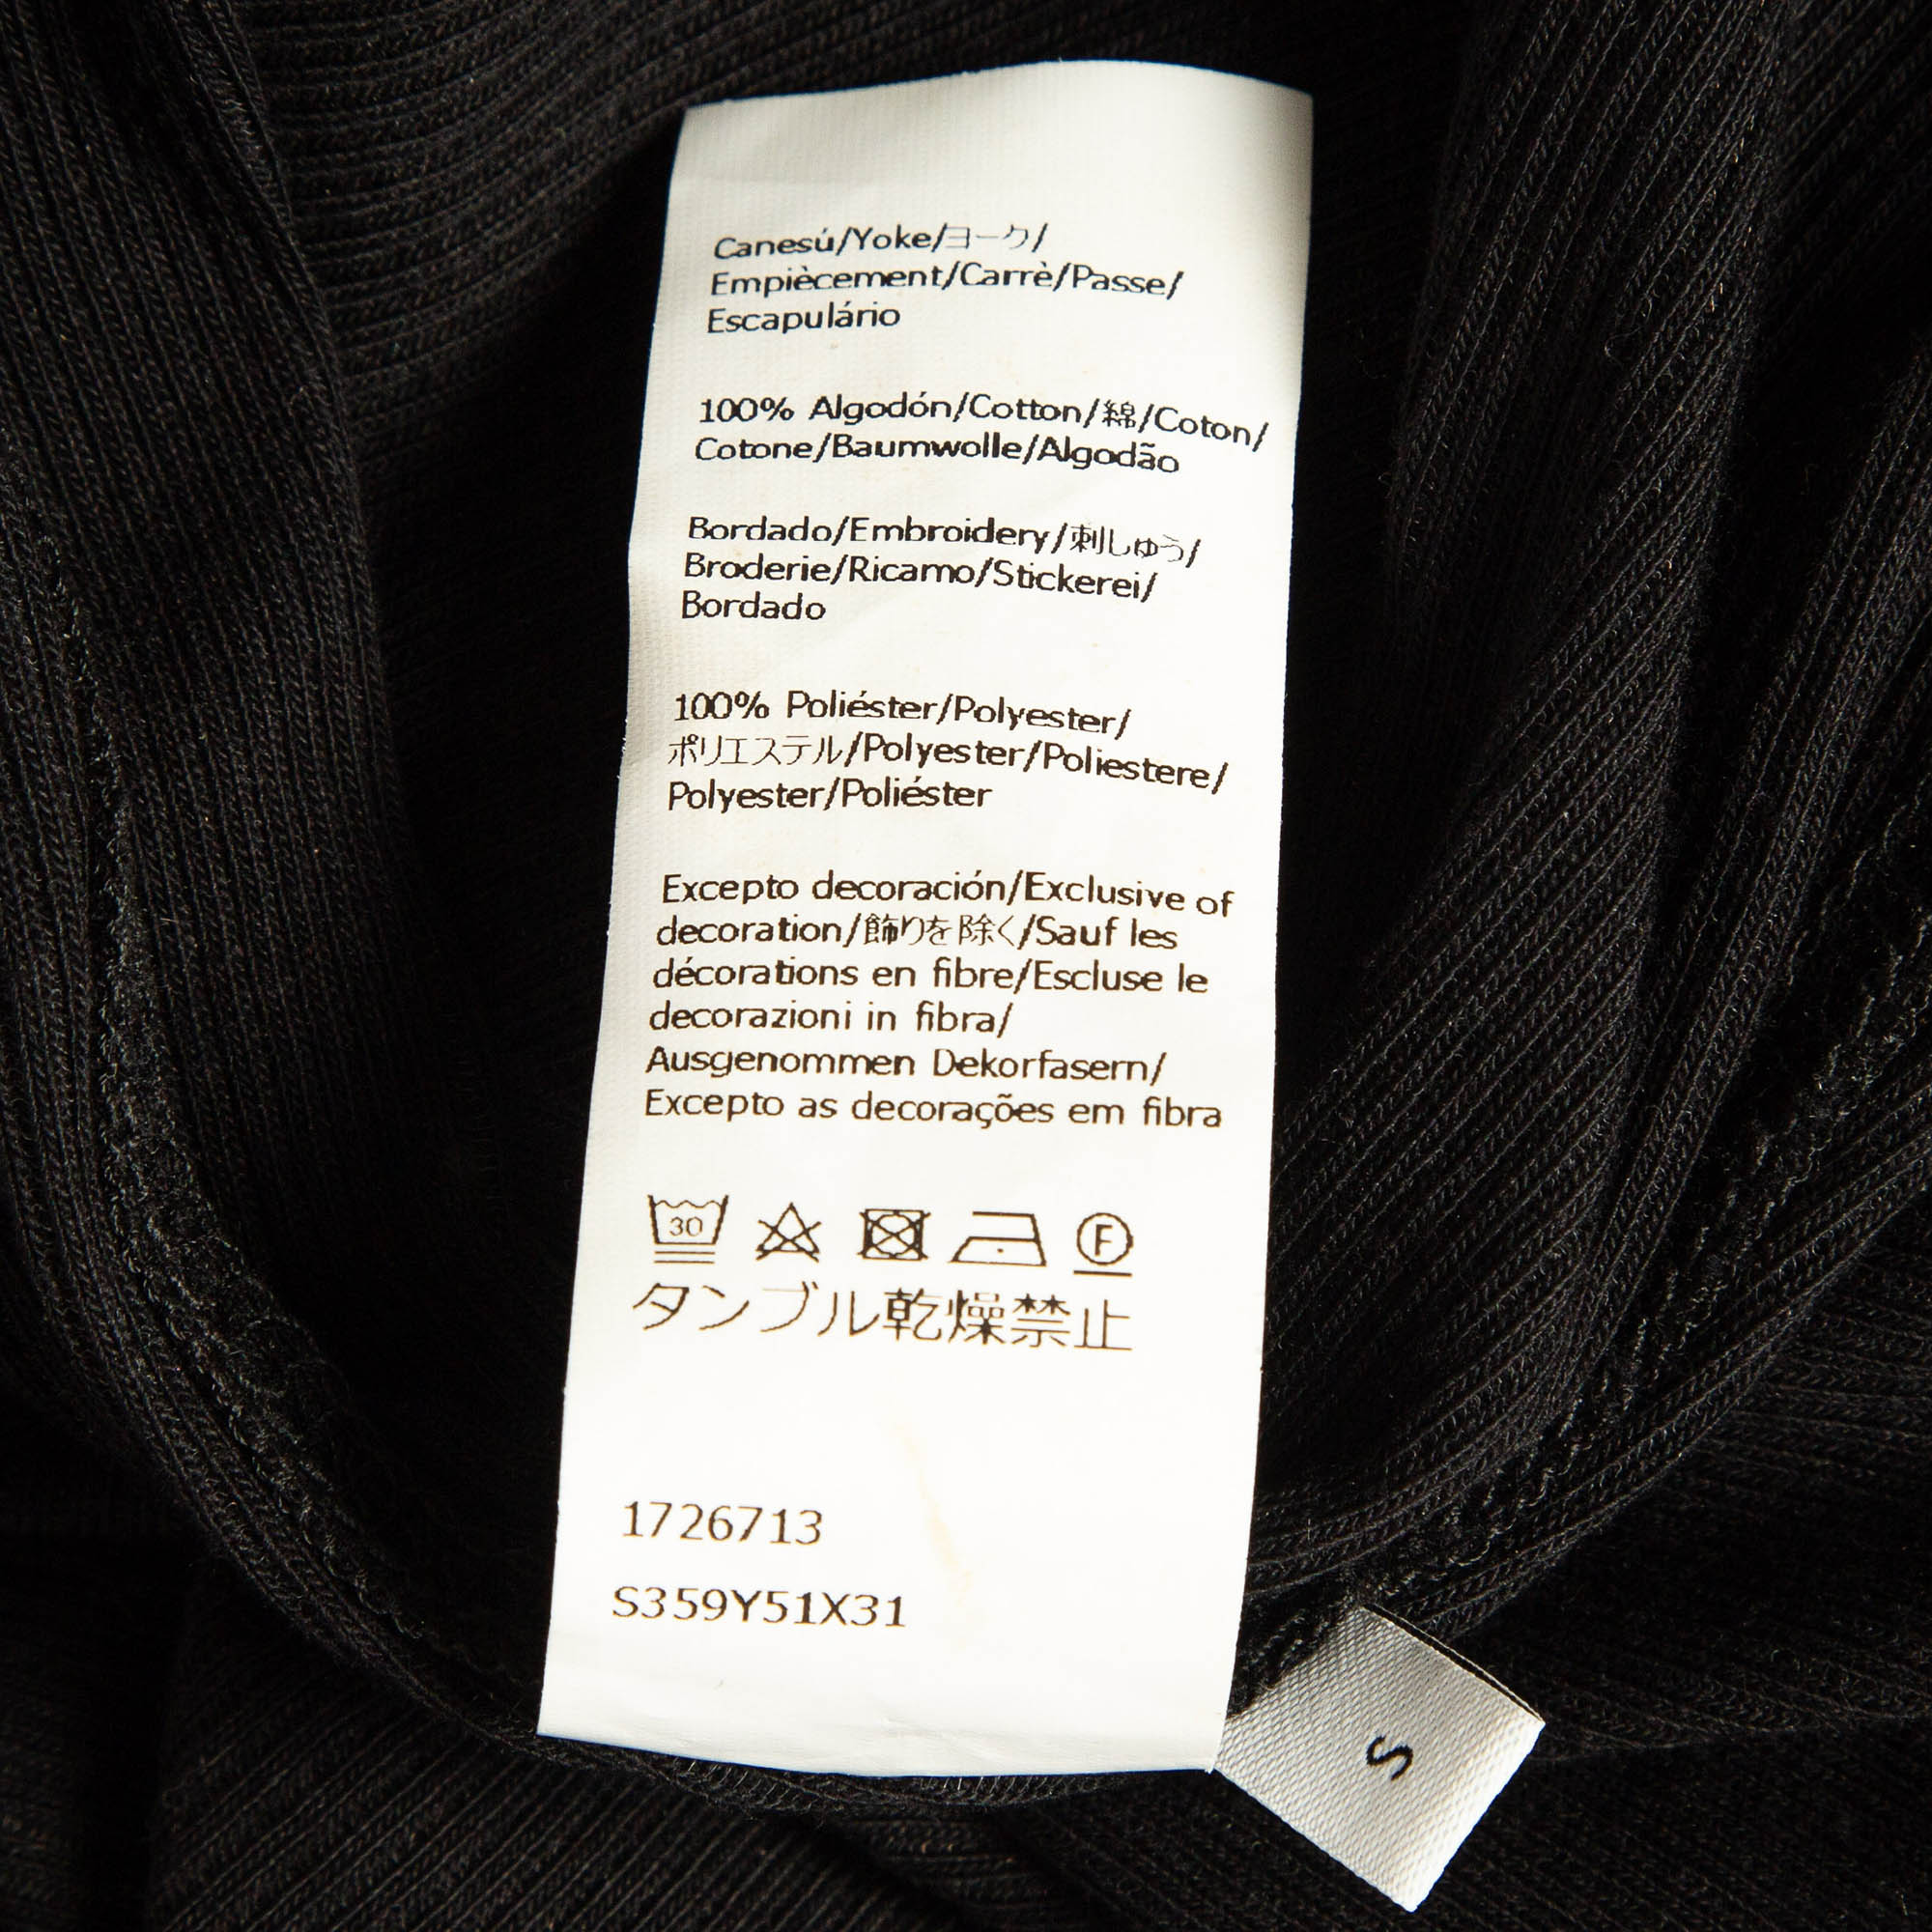 Canesú/Yoke/ヨーク/
Empiècement/Carrè/Passe/
Escapulário
100% Algodón/Cotton/綿/Coton/
Cotone/Baumwolle/Algodão
Bordado/Embroidery/刺しゅう/
Broderie/Ricamo/Stickerei/
Bordado
100% Poliéster/Polyester/
ポリエステル/Polyester/Poliestere/
Polyester/Poliéster
Excepto decoración/Exclusive of
decoration/飾りを除く/Sauf les
décorations en fibre/Escluse le
decorazioni in fibra/
Ausgenommen Dekorfasern/
Excepto as decorações em fibra
30 F
タンブル乾燥禁止
1726713
S359Y51X31
S